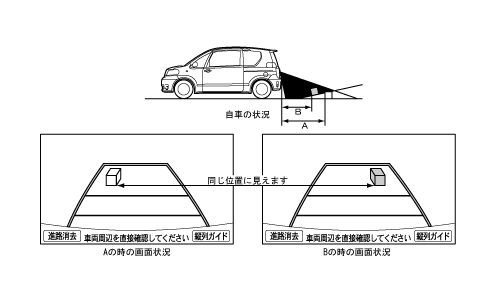 B
自車の状況
A
同じ位置に見えます
進路消去 車両周辺を直接確認してください 縦列ガイド
進路消去 車両周辺を直接確認してください 縦列ガイド
Aの時の画面状況
Bの時の画面状況